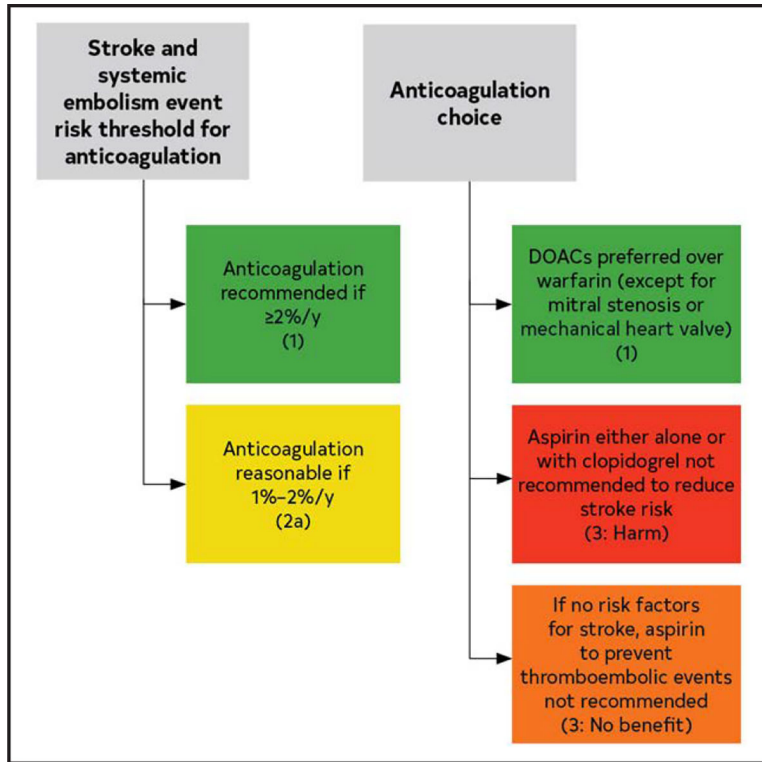 Stroke and
systemic
embolism event
risk threshold for
anticoagulation
Anticoagulation
recommended if
≥2%/y
(1)
Anticoagulation
reasonable if
1%–2%/y
(2a)
Anticoagulation
choice
DOACs preferred over
warfarin (except for
mitral stenosis or
mechanical heart valve)
(1)
Aspirin either alone or
with clopidogrel not
recommended to reduce
stroke risk
(3: Harm)
If no risk factors
for stroke, aspirin
to prevent
thromboembolic events
not recommended
(3: No benefit)